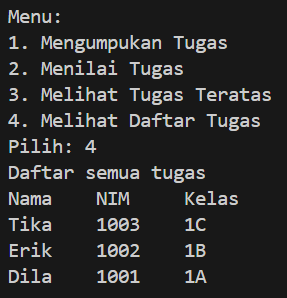 Menu:
1. Mengumpukan Tugas
2. Menilai Tugas
3. Melihat Tugas Teratas
4. Melihat Daftar Tugas
Pilih: 4
Daftar semua tugas
Nama NIM Kelas
Tika 1003 1C
Erik 1002 1B
Dila 1001 1A